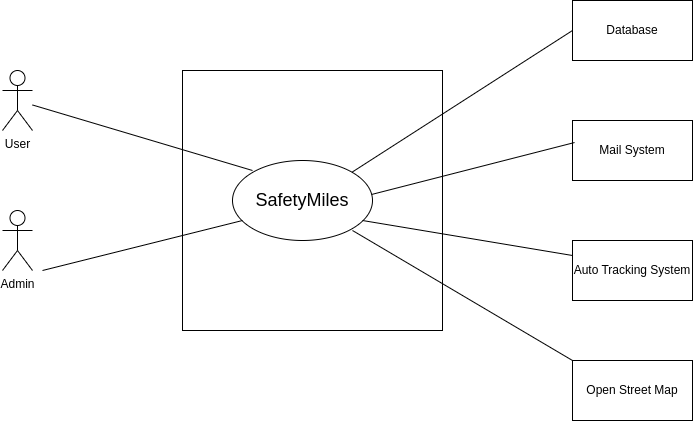 Database
User
Mail System
SafetyMiles
Admin
Auto Tracking System
Open Street Map